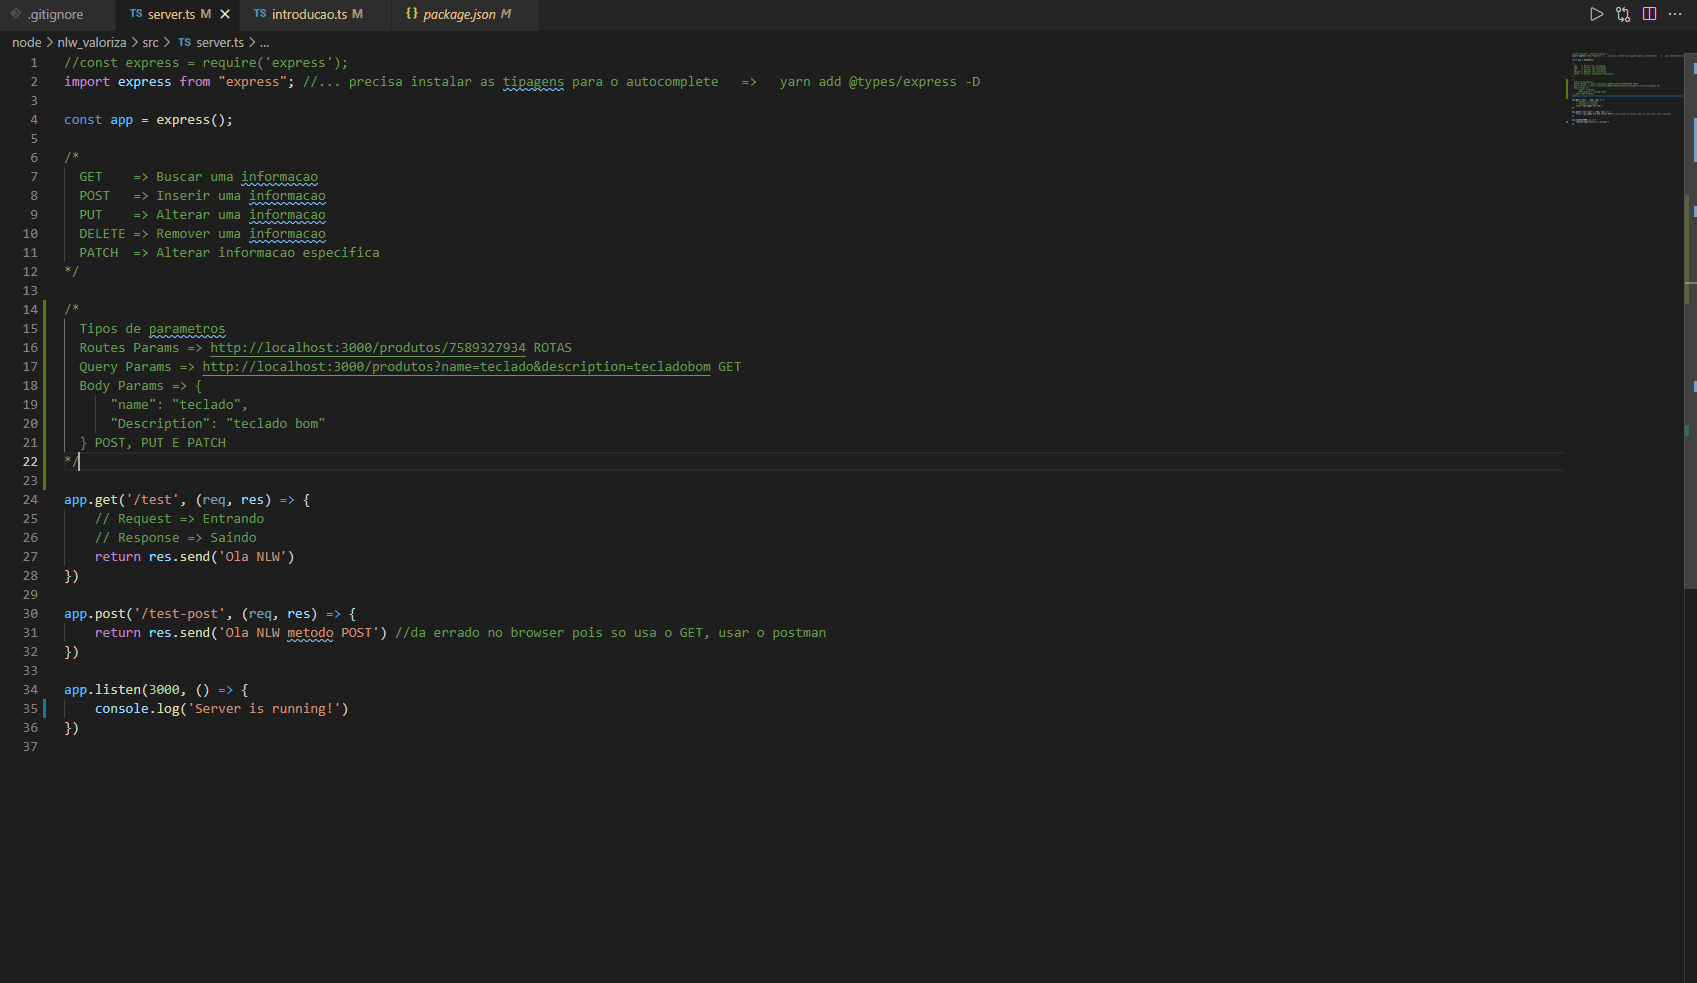 .gitignore TS server.ts M TS introducao.ts M {} package.json M
node > nlw_valoriza > src > TS server.ts > ...
1 //const express = require('express');
2 import express from "express"; //... precisa instalar as tipagens para o autocomplete => yarn add @types/express -D
3
4 const app = express();
5
6 /*
7 GET => Buscar uma informacao
8 POST => Inserir uma informacao
9 PUT => Alterar uma informacao
10 DELETE => Remover uma informacao
11 PATCH => Alterar informacao especifica
12 */
13
14 /*
15 Tipos de parametros
16 Routes Params => http://localhost:3000/produtos/7589327934 ROTAS
17 Query Params => http://localhost:3000/produtos?name=teclado&description=tecladobom GET
18 Body Params => {
19 "name": "teclado",
20 "Description": "teclado bom"
21 } POST, PUT E PATCH
22 */
23
24 app.get('/test', (req, res) => {
25 // Request => Entrando
26 // Response => Saindo
27 return res.send('Ola NLW')
28 })
29
30 app.post('/test-post', (req, res) => {
31 return res.send('Ola NLW metodo POST') //da errado no browser pois so usa o GET, usar o postman
32 })
33
34 app.listen(3000, () => {
35 console.log('Server is running!')
36 })
37